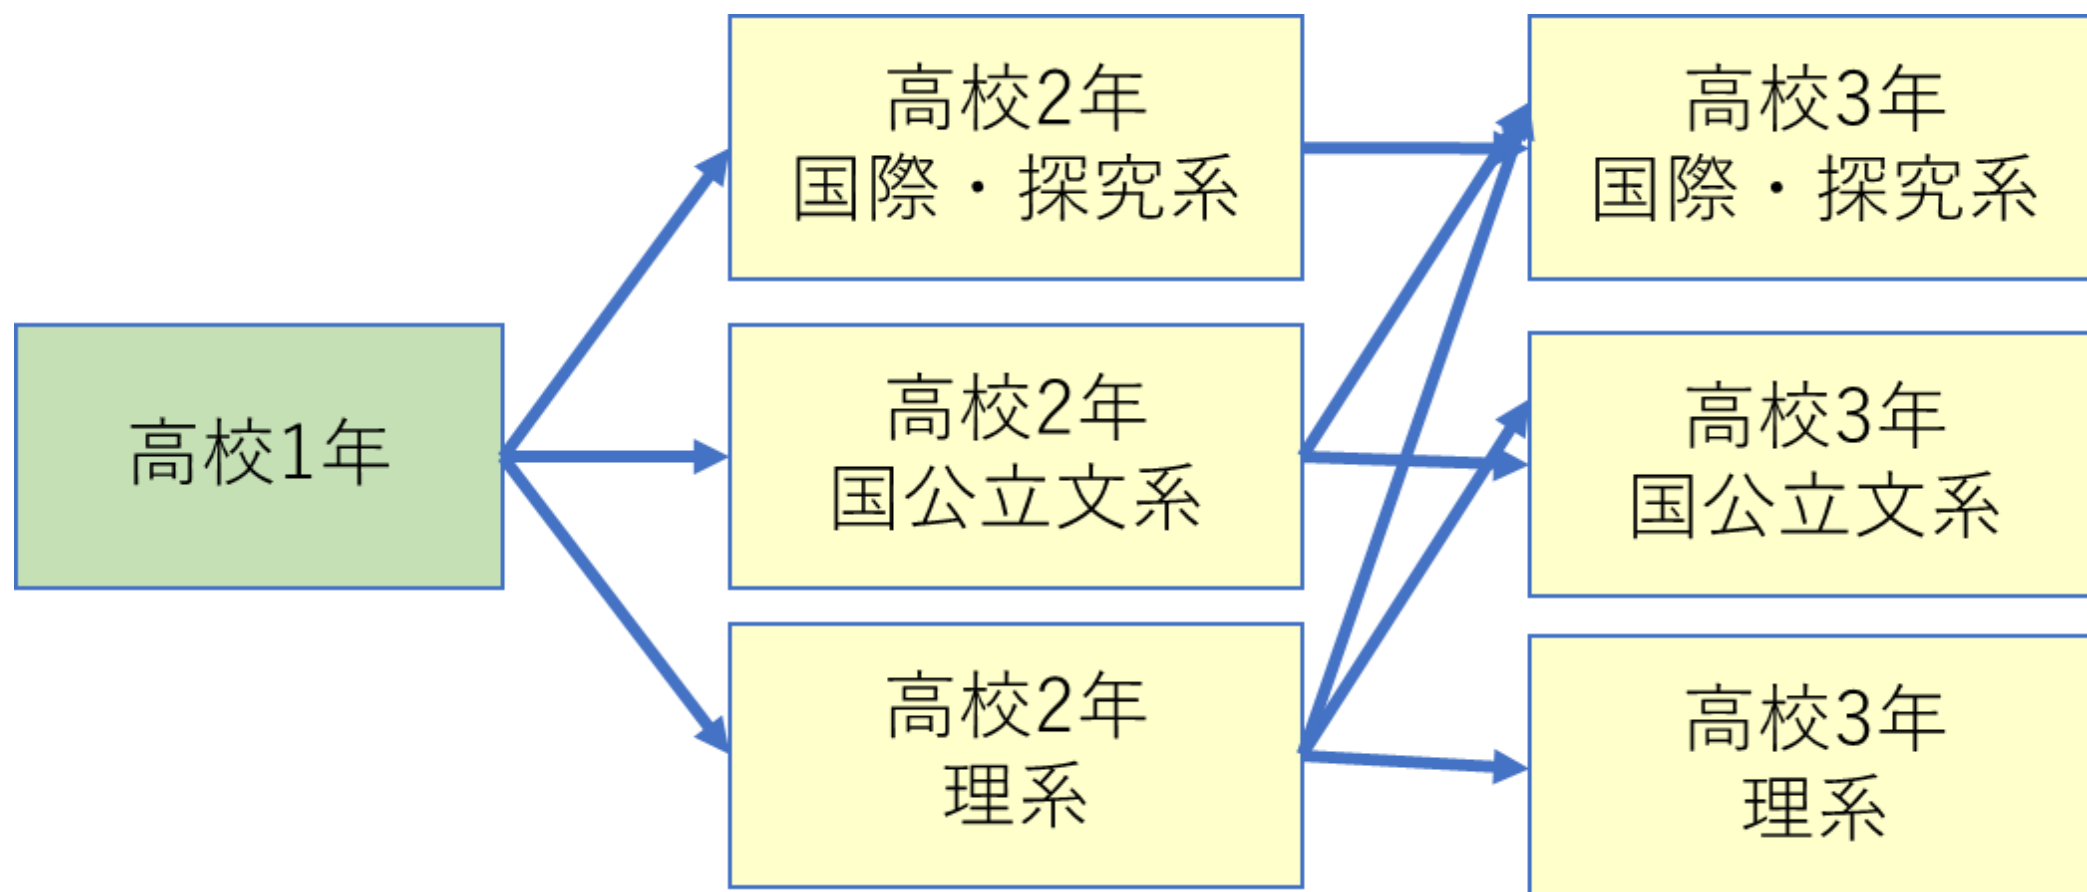 高校1年
高校2年
国際・探究系
高校2年
国公立文系
高校2年
理系
高校3年
国際・探究系
高校3年
国公立文系
高校3年
理系